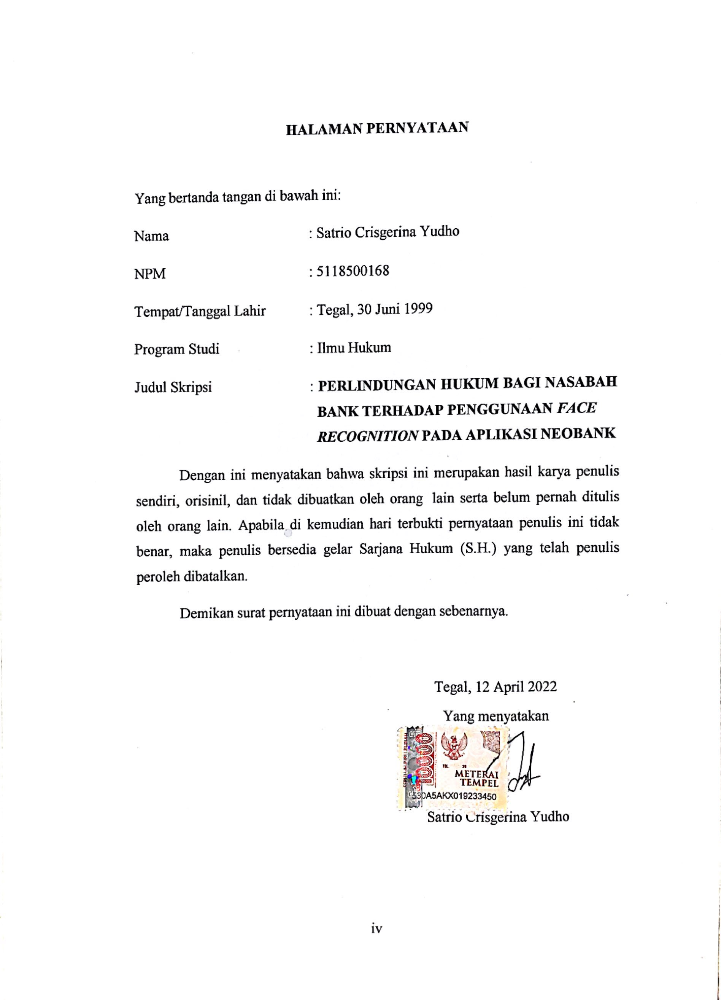 HALAMAN PERNYATAAN
Yang bertanda tangan di bawah ini:
Nama : Satrio Crisgerina Yudho
NPM : 5118500168
Tempat/Tanggal Lahir : Tegal, 30 Juni 1999
Program Studi : Ilmu Hukum
Judul Skripsi : PERLINDUNGAN HUKUM BAGI NASABAH
BANK TERHADAP PENGGUNAAN FACE
RECOGNITION PADA APLIKASI NEOBANK
Dengan ini menyatakan bahwa skripsi ini merupakan hasil karya penulis
sendiri, orisinil, dan tidak dibuatkan oleh orang lain serta belum pernah ditulis
oleh orang lain. Apabila di kemudian hari terbukti pernyataan penulis ini tidak
benar, maka penulis bersedia gelar Sarjana Hukum (S.H.) yang telah penulis
peroleh dibatalkan.
Demikan surat pernyataan ini dibuat dengan sebenarnya.
Tegal, 12 April 2022
Yang menyatakan
SEPULUH RIBU RUPIAH
10000
TGL. 20
METERAI
TEMPEL
530A5AKX019233450
Satrio Crisgerina Yudho
iv